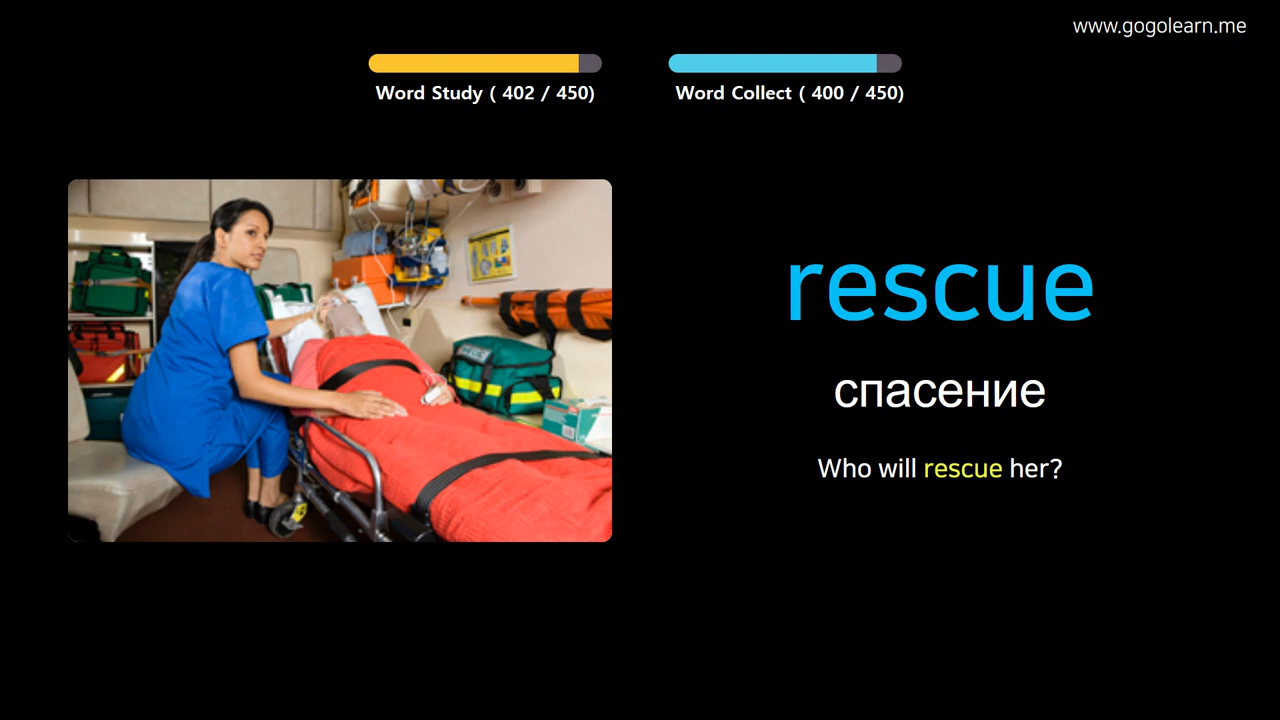 www.gogolearn.me
Word Study ( 402 / 450)
Word Collect ( 400 / 450)
rescue
спасение
Who will rescue her?